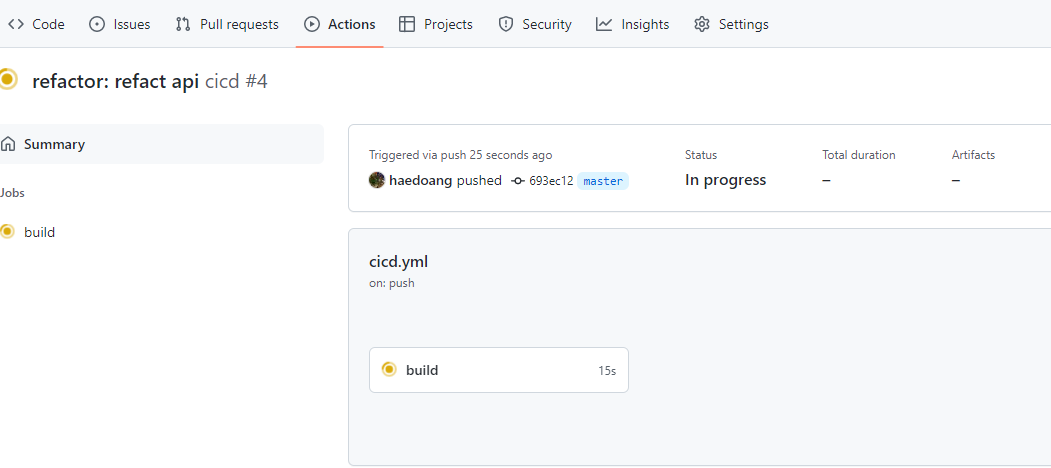 Code Issues Pull requests Actions Projects Security Insights Settings
refactor: refact api cicd #4
Summary
Jobs
build
Triggered via push 25 seconds ago
haedoang pushed 693ec12 master
Status
In progress
Total duration
–
Artifacts
–
cicd.yml
on: push
build 15s